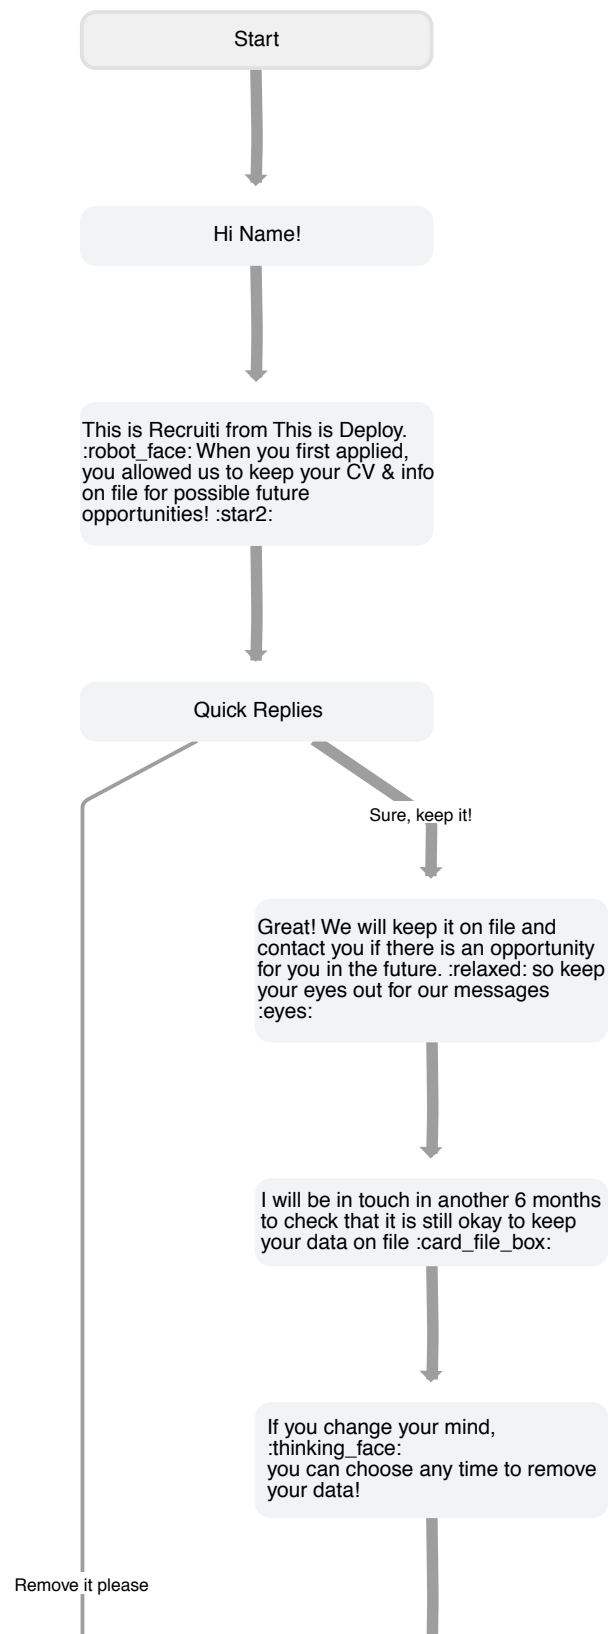 Start
Hi Name!
This is Recruiti from This is Deploy.
:robot_face: When you first applied,
you allowed us to keep your CV & info
on file for possible future
opportunities! :star2:
Quick Replies
Sure, keep it!
Great! We will keep it on file and
contact you if there is an opportunity
for you in the future. :relaxed: so keep
your eyes out for our messages
:eyes:
I will be in touch in another 6 months
to check that it is still okay to keep
your data on file :card_file_box:
If you change your mind,
:thinking_face:
you can choose any time to remove
your data!
Remove it please